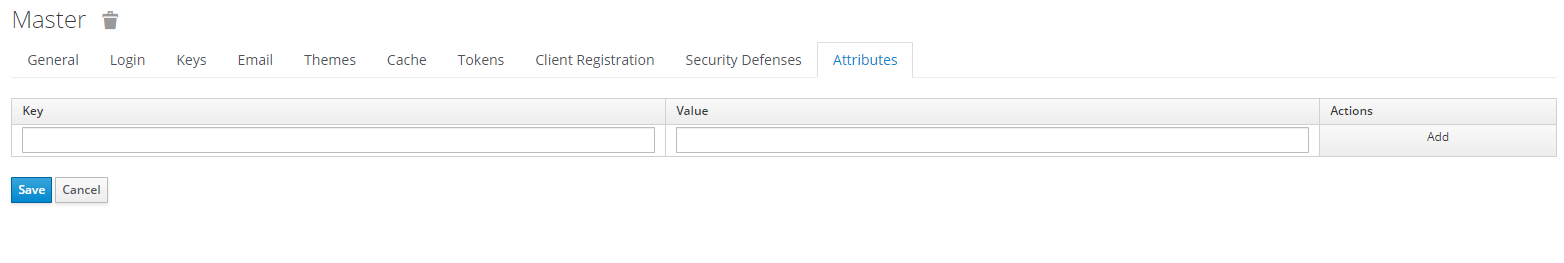 Master
General Login Keys Email Themes Cache Tokens Client Registration Security Defenses Attributes
Key Value Actions
Add
Save Cancel